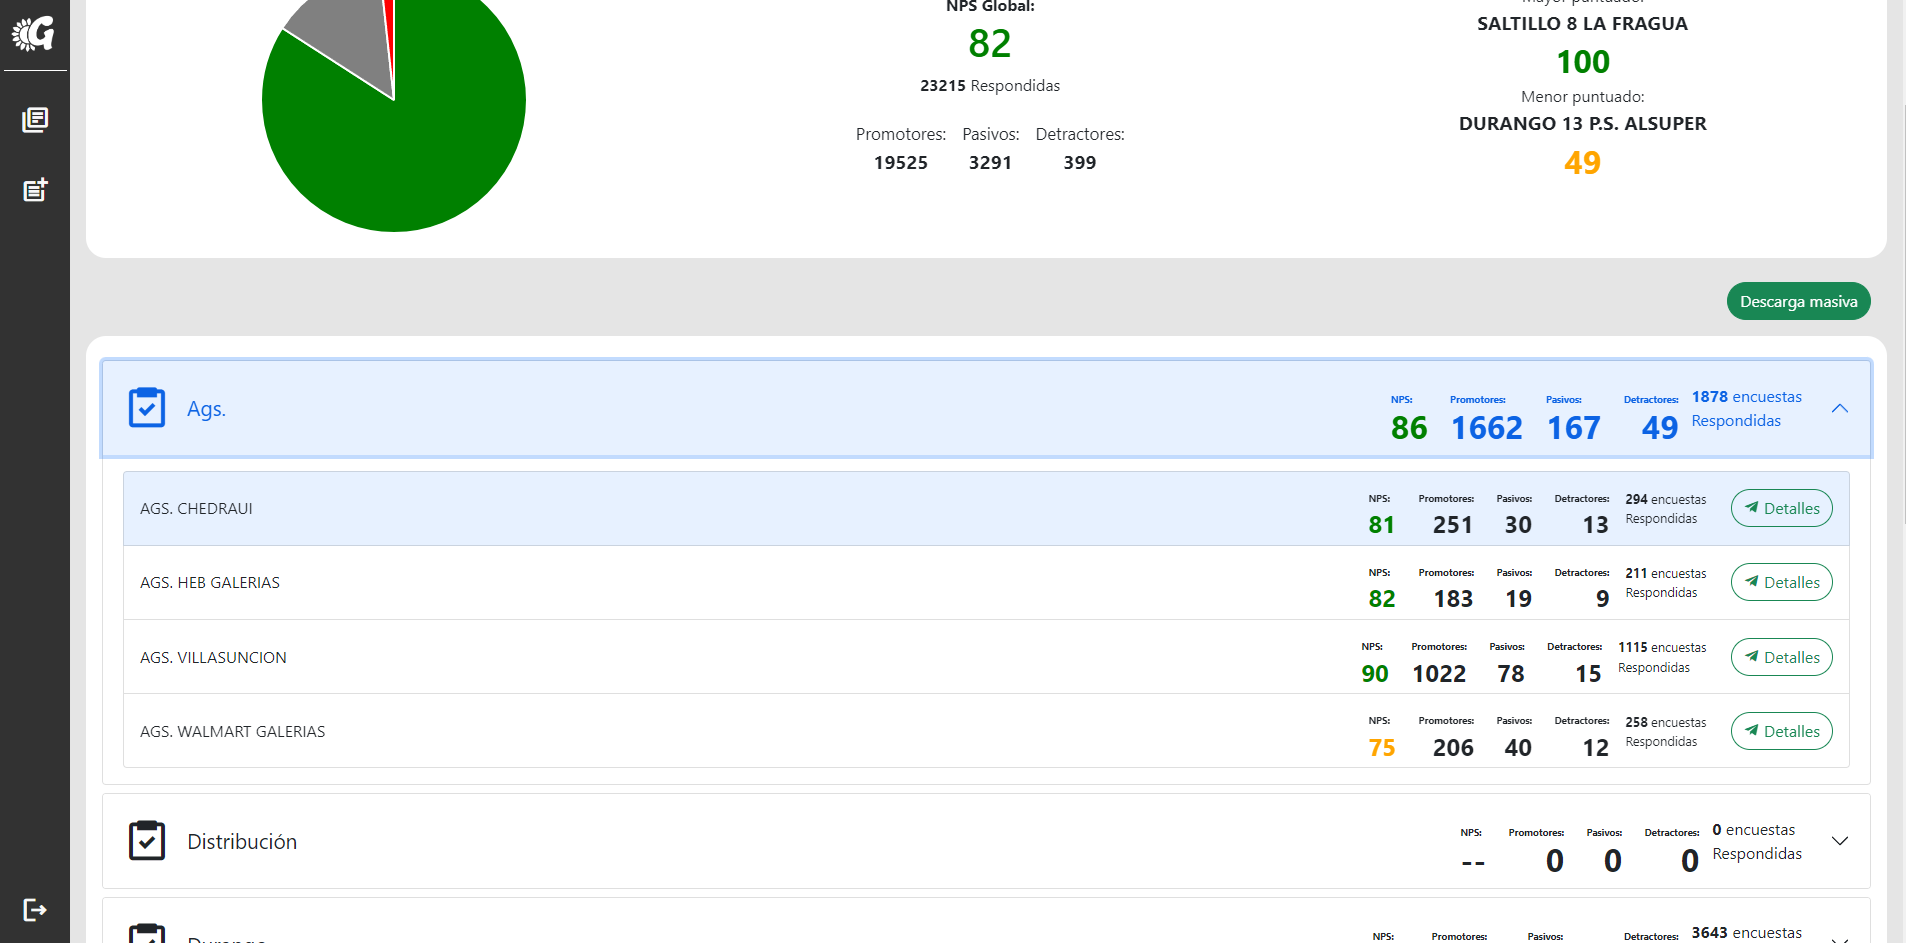 G
NPS Global:
82
23215 Respondidas
Promotores: Pasivos: Detractores:
19525 3291 399
Mayor puntuado:
SALTILLO 8 LA FRAGUA
100
Menor puntuado:
DURANGO 13 P.S. ALSUPER
49
Descarga masiva
Ags.
NPS: Promotores: Pasivos: Detractores: 1878 encuestas
86 1662 167 49 Respondidas
AGS. CHEDRAUI
NPS: Promotores: Pasivos: Detractores: 294 encuestas
81 251 30 13 Respondidas
Detalles
AGS. HEB GALERIAS
NPS: Promotores: Pasivos: Detractores: 211 encuestas
82 183 19 9 Respondidas
Detalles
AGS. VILLASUNCION
NPS: Promotores: Pasivos: Detractores: 1115 encuestas
90 1022 78 15 Respondidas
Detalles
AGS. WALMART GALERIAS
NPS: Promotores: Pasivos: Detractores: 258 encuestas
75 206 40 12 Respondidas
Detalles
Distribución
NPS: Promotores: Pasivos: Detractores: 0 encuestas
-- 0 0 0 Respondidas
Durango
NPS: Promotores: Pasivos: Detractores: 3643 encuestas